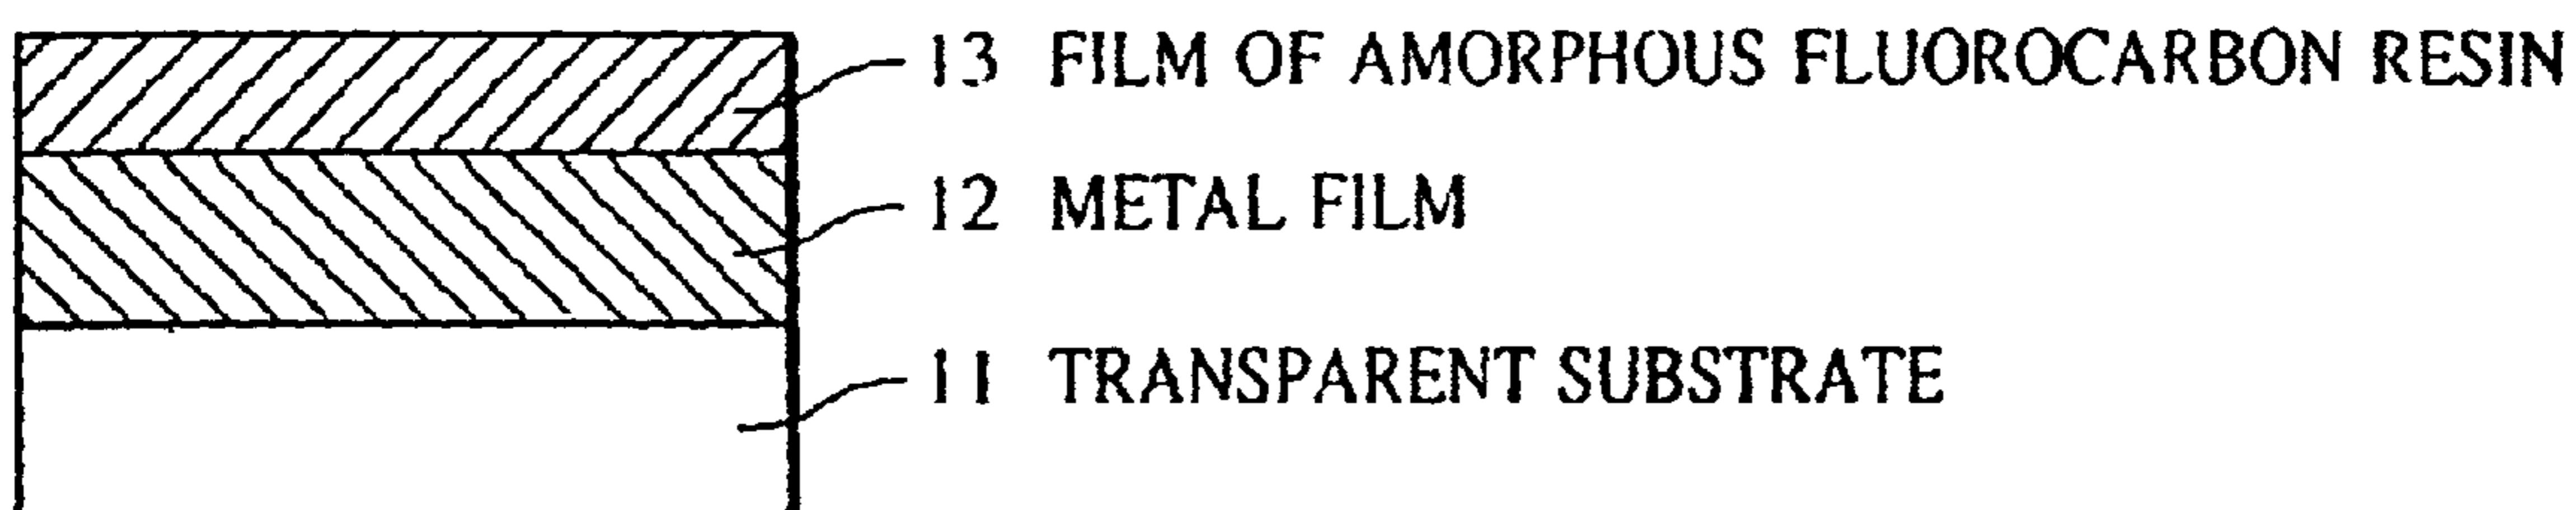 13 FILM OF AMORPHOUS FLUOROCARBON RESIN
12 METAL FILM
11 TRANSPARENT SUBSTRATE